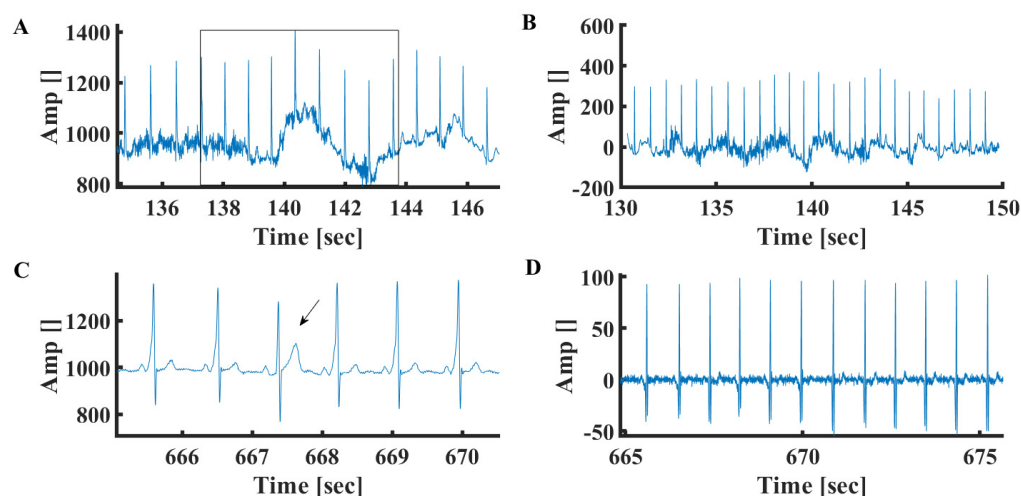 A
Amp []
1400
1200
1000
800
136 138 140 142 144 146
Time [sec]
B
Amp []
600
400
200
0
-200
130 135 140 145 150
Time [sec]
C
Amp []
1200
1000
800
666 667 668 669 670
Time [sec]
D
Amp []
100
50
0
-50
665 670 675
Time [sec]